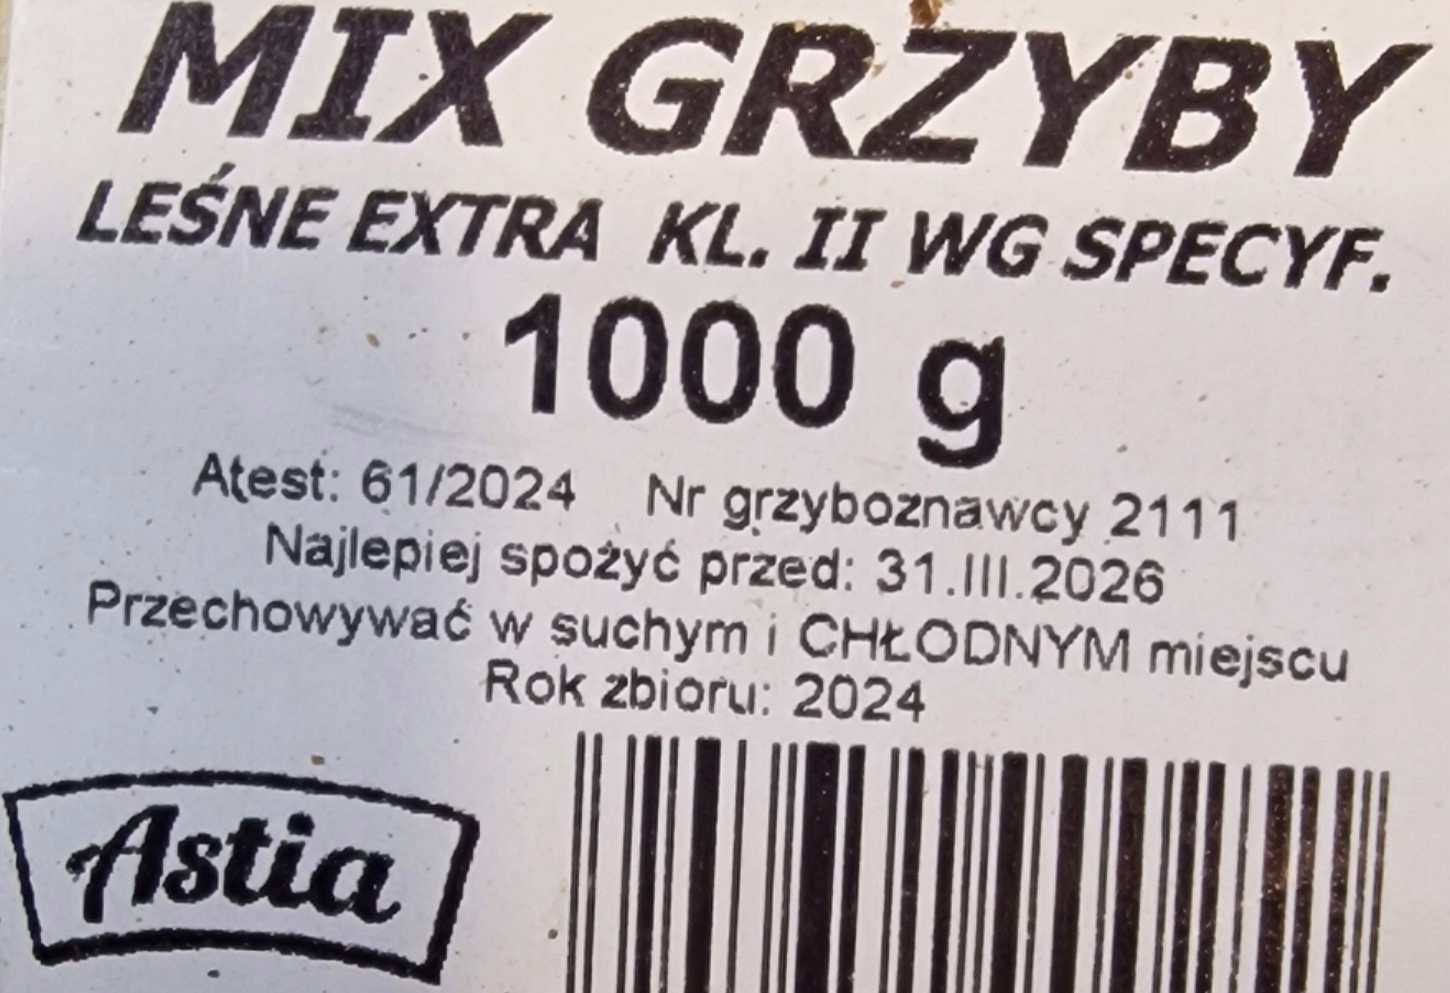 MIX GRZYBY
LEŚNE EXTRA KL. II WG SPECYF.
1000 g
Atest: 61/2024 Nr grzyboznawcy 2111
Najlepiej spożyć przed: 31.III.2026
Przechowywać w suchym i CHŁODNYM miejscu
Rok zbioru: 2024
Astia